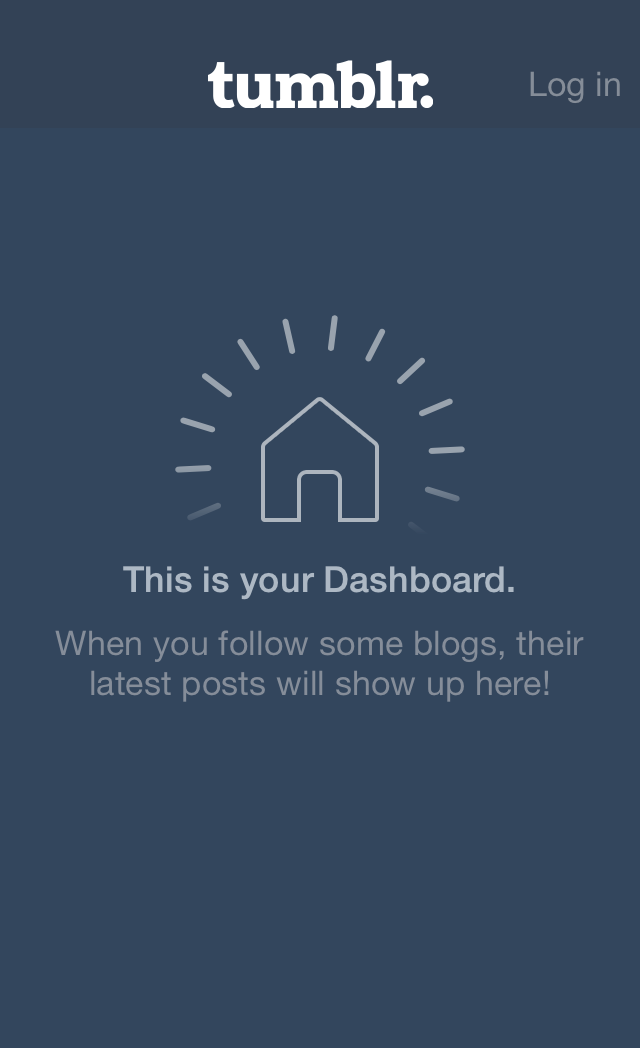 tumblr.
Log in
This is your Dashboard.
When you follow some blogs, their
latest posts will show up here!